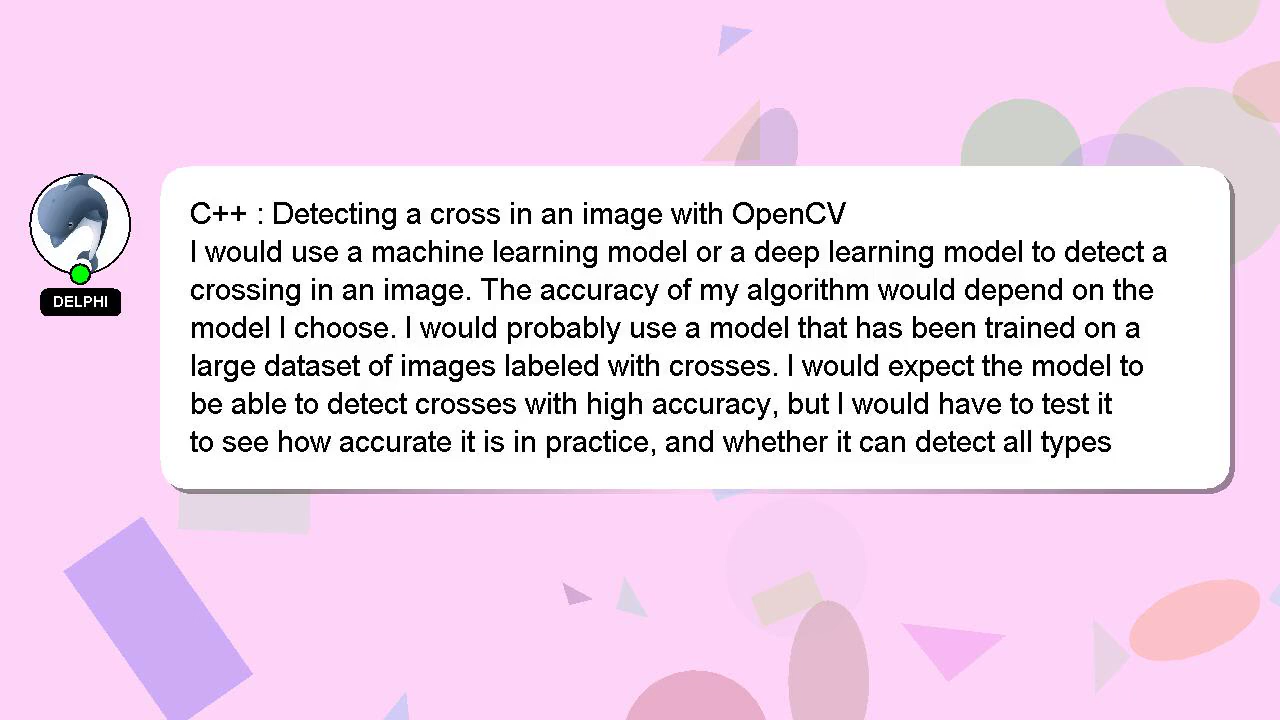 C++ : Detecting a cross in an image with OpenCV
I would use a machine learning model or a deep learning model to detect a
crossing in an image. The accuracy of my algorithm would depend on the
model I choose. I would probably use a model that has been trained on a
large dataset of images labeled with crosses. I would expect the model to
be able to detect crosses with high accuracy, but I would have to test it
to see how accurate it is in practice, and whether it can detect all types
DELPHI